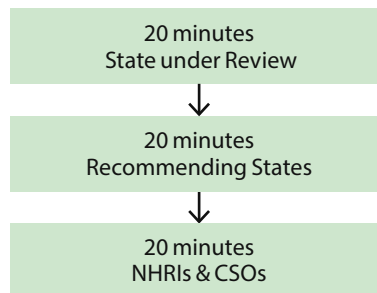 20 minutes
State under Review
20 minutes
Recommending States
20 minutes
NHRIs & CSOs